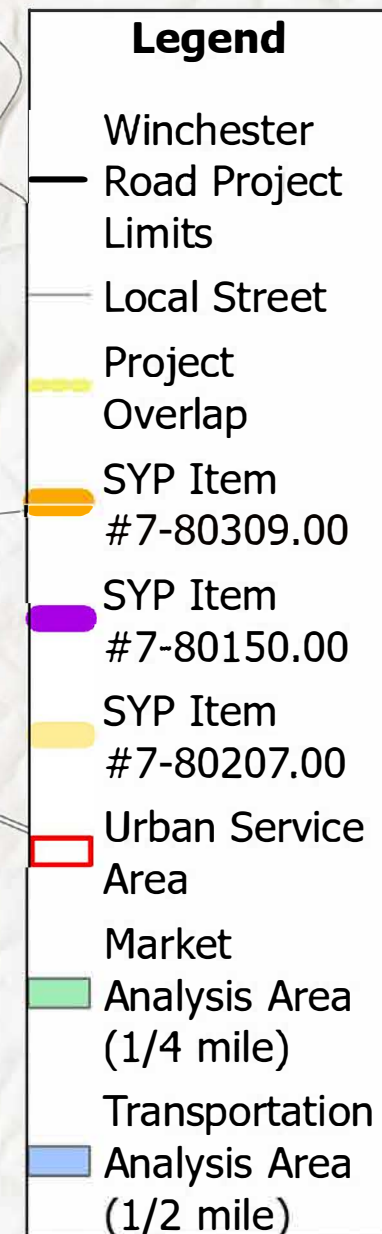 Legend
Winchester
Road Project
Limits
Local Street
Project
Overlap
SYP Item
#7-80309.00
SYP Item
#7-80150.00
SYP Item
#7-80207.00
Urban Service
Area
Market
Analysis Area
(1/4 mile)
Transportation
Analysis Area
(1/2 mile)